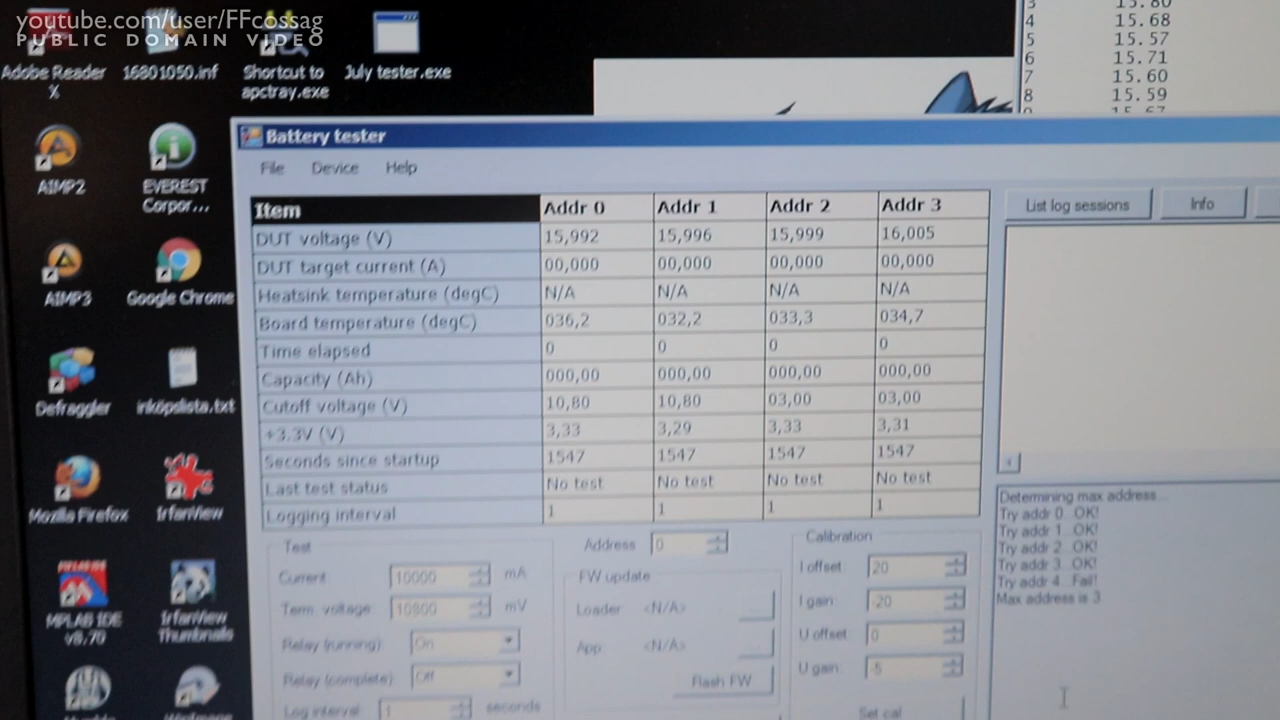 youtube.com/user/FFcossag
PUBLIC DOMAIN VIDEO
Adobe Reader X
16801050.inf
Shortcut to apctray.exe
July tester.exe
3 15.80
4 15.68
5 15.57
6 15.71
7 15.60
8 15.59
AIMP2
EVEREST Corpor...
AIMP3
Google Chrome
Defraggler
inköpslista.txt
Mozilla Firefox
IrfanView
MPLAB IDE v8.70
IrfanView Thumbnails
Battery tester
File Device Help
Item Addr 0 Addr 1 Addr 2 Addr 3
DUT voltage (V) 15,992 15,996 15,999 16,005
DUT target current (A) 00,000 00,000 00,000 00,000
Heatsink temperature (degC) N/A N/A N/A N/A
Board temperature (degC) 036,2 032,2 033,3 034,7
Time elapsed 0 0 0 0
Capacity (Ah) 000,00 000,00 000,00 000,00
Cutoff voltage (V) 10,80 10,80 03,00 03,00
+3.3V (V) 3,33 3,29 3,33 3,31
Seconds since startup 1547 1547 1547 1547
Last test status No test No test No test No test
Logging interval 1 1 1 1
List log sessions Info
Determining max address...
Try addr 0...OK!
Try addr 1...OK!
Try addr 2...OK!
Try addr 3...OK!
Try addr 4...Fail!
Max address is 3
Test
Current: 10000 mA
Term. voltage: 10800 mV
Relay (running): On
Relay (complete): Off
Log interval 1 seconds
Address 0
FW update
Loader: <N/A>
App: <N/A>
Flash FW
Calibration
I offset: 20
I gain: -20
U offset: 0
U gain: -5
Set cal